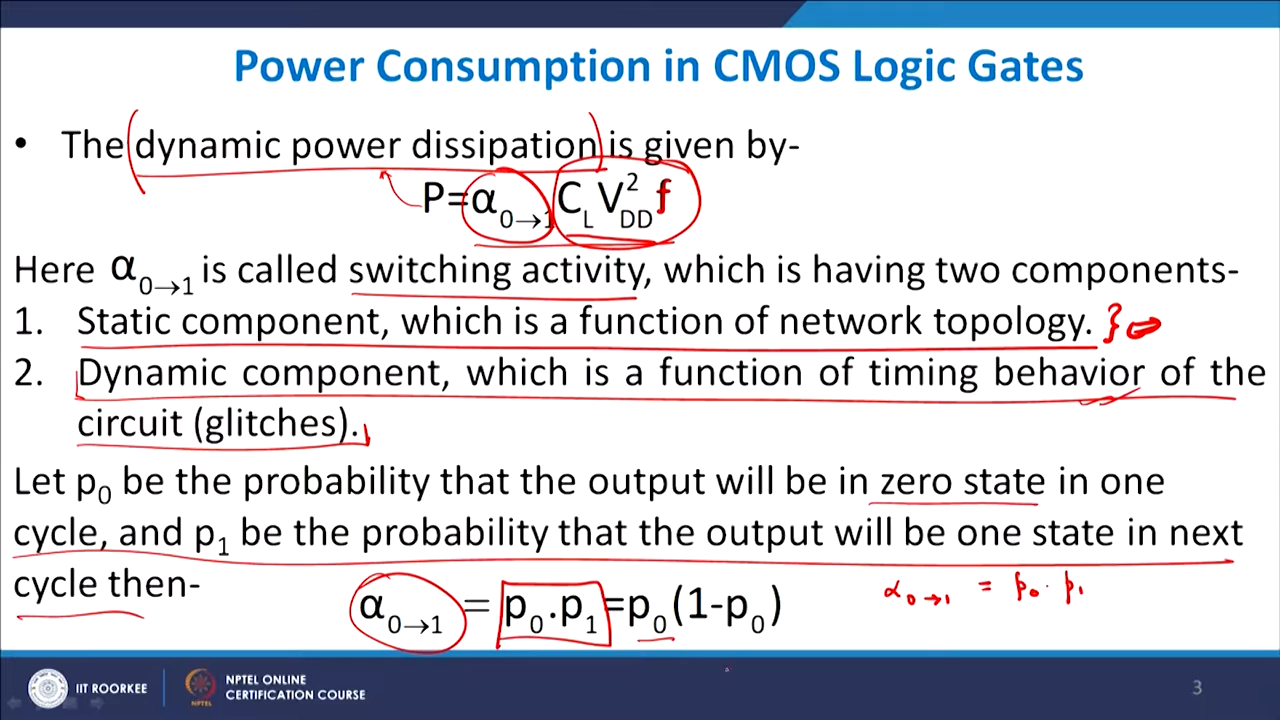 Power Consumption in CMOS Logic Gates
• The dynamic power dissipation is given by-
P=α₀→₁ C_L V²_DD f
Here α₀→₁ is called switching activity, which is having two components-
1. Static component, which is a function of network topology.
2. Dynamic component, which is a function of timing behavior of the
circuit (glitches).
Let p₀ be the probability that the output will be in zero state in one
cycle, and p₁ be the probability that the output will be one state in next
cycle then-
α₀→₁ = p₀.p₁=p₀(1-p₀)
α₀→₁ = p₀. p₁
IIT ROORKEE
NPTEL ONLINE
CERTIFICATION COURSE
3